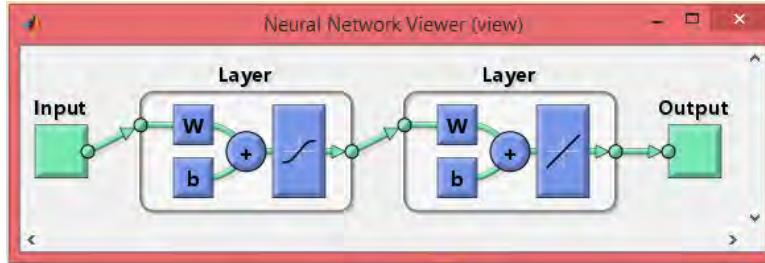 Neural Network Viewer (view)
Layer Layer
Input Output
W W
+ +
b b